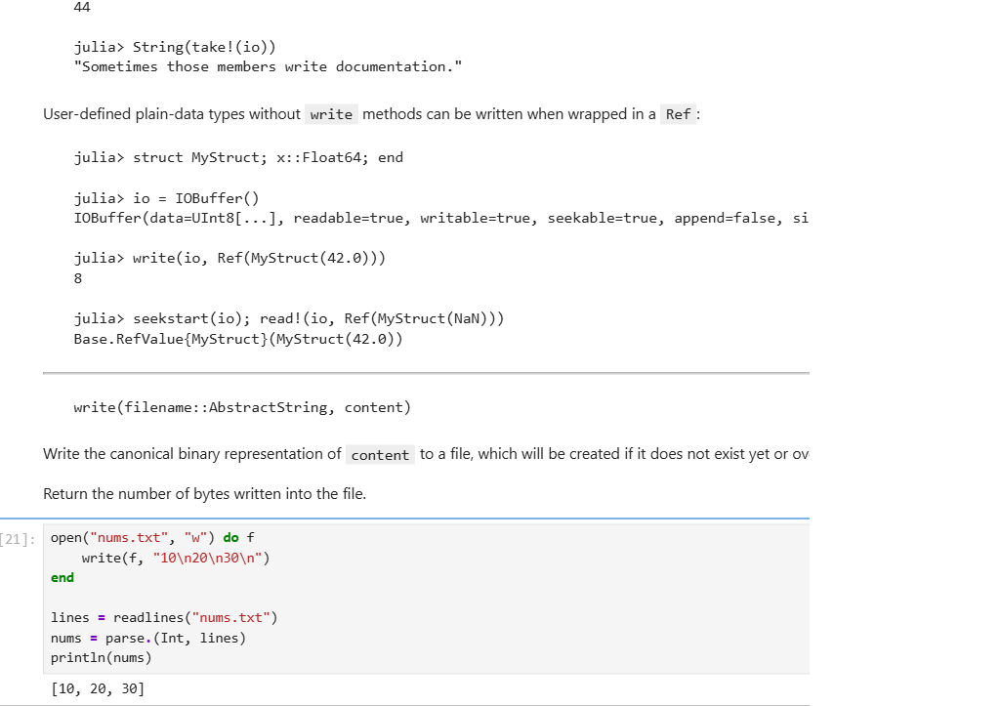 44
julia> String(take!(io))
"Sometimes those members write documentation."
User-defined plain-data types without write methods can be written when wrapped in a Ref:
julia> struct MyStruct; x::Float64; end
julia> io = IOBuffer()
IOBuffer(data=UInt8[...], readable=true, writable=true, seekable=true, append=false, si
julia> write(io, Ref(MyStruct(42.0)))
8
julia> seekstart(io); read!(io, Ref(MyStruct(NaN)))
Base.RefValue{MyStruct}(MyStruct(42.0))
write(filename::AbstractString, content)
Write the canonical binary representation of content to a file, which will be created if it does not exist yet or ov
Return the number of bytes written into the file.
[21]:
open("nums.txt", "w") do f
    write(f, "10\n20\n30\n")
end
lines = readlines("nums.txt")
nums = parse.(Int, lines)
println(nums)
[10, 20, 30]